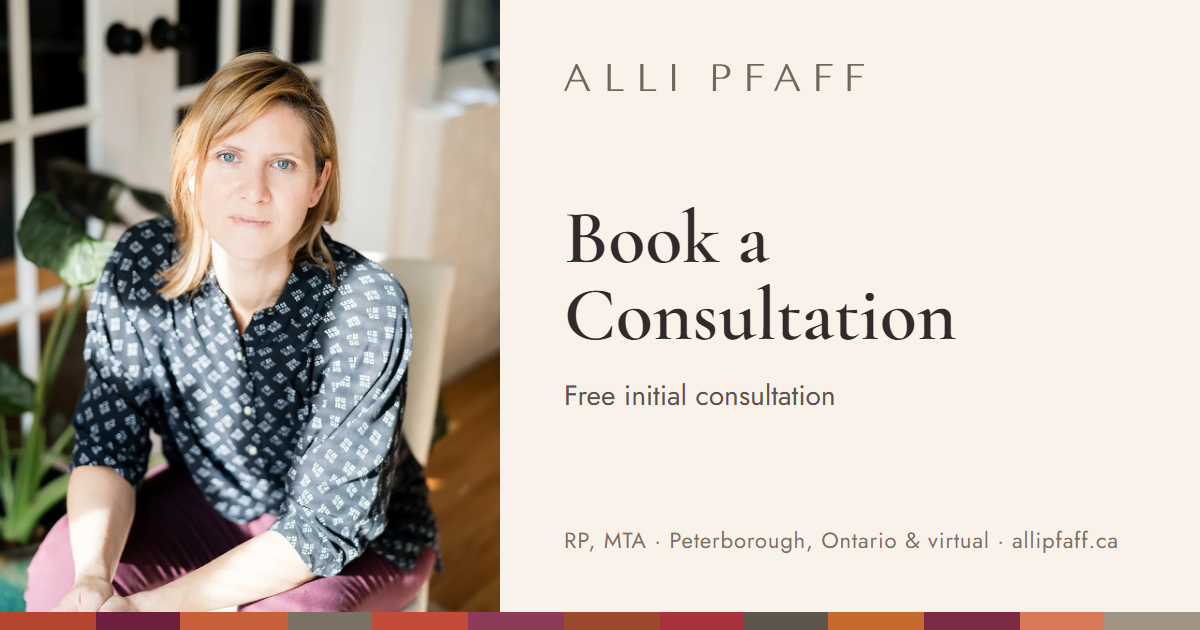 ALLI PFAFF
Book a
Consultation
Free initial consultation
RP, MTA · Peterborough, Ontario & virtual · allipfaff.ca